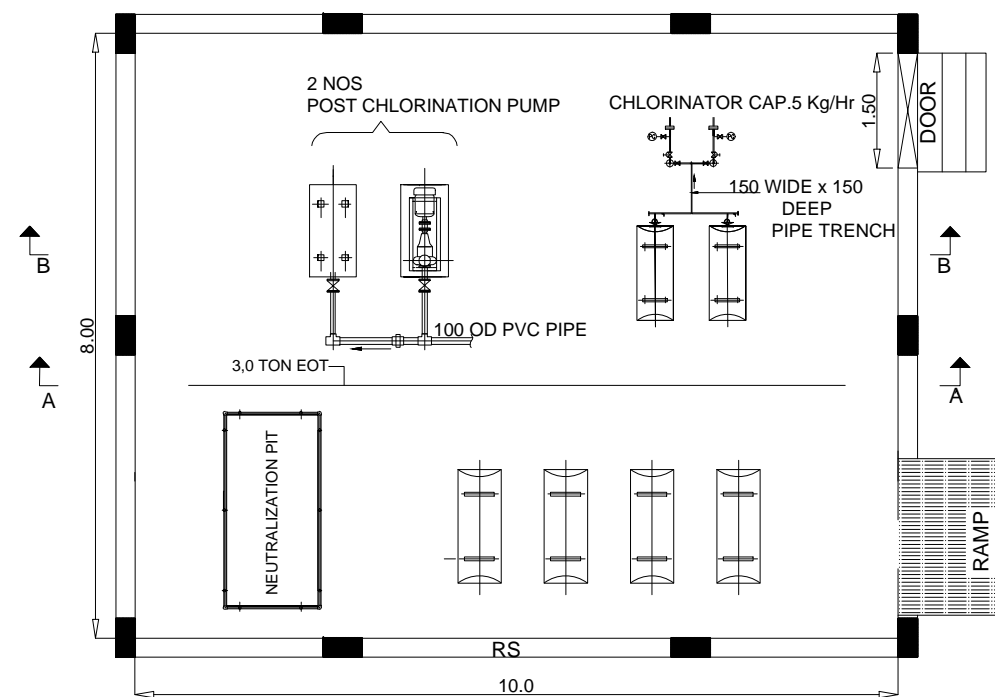 2 NOS
POST CHLORINATION PUMP
CHLORINATOR CAP.5 Kg/Hr
1.50
DOOR
150 WIDE x 150
DEEP
PIPE TRENCH
B
B
8.00
100 OD PVC PIPE
3,0 TON EOT
A
A
NEUTRALIZATION PIT
RAMP
RS
10.0